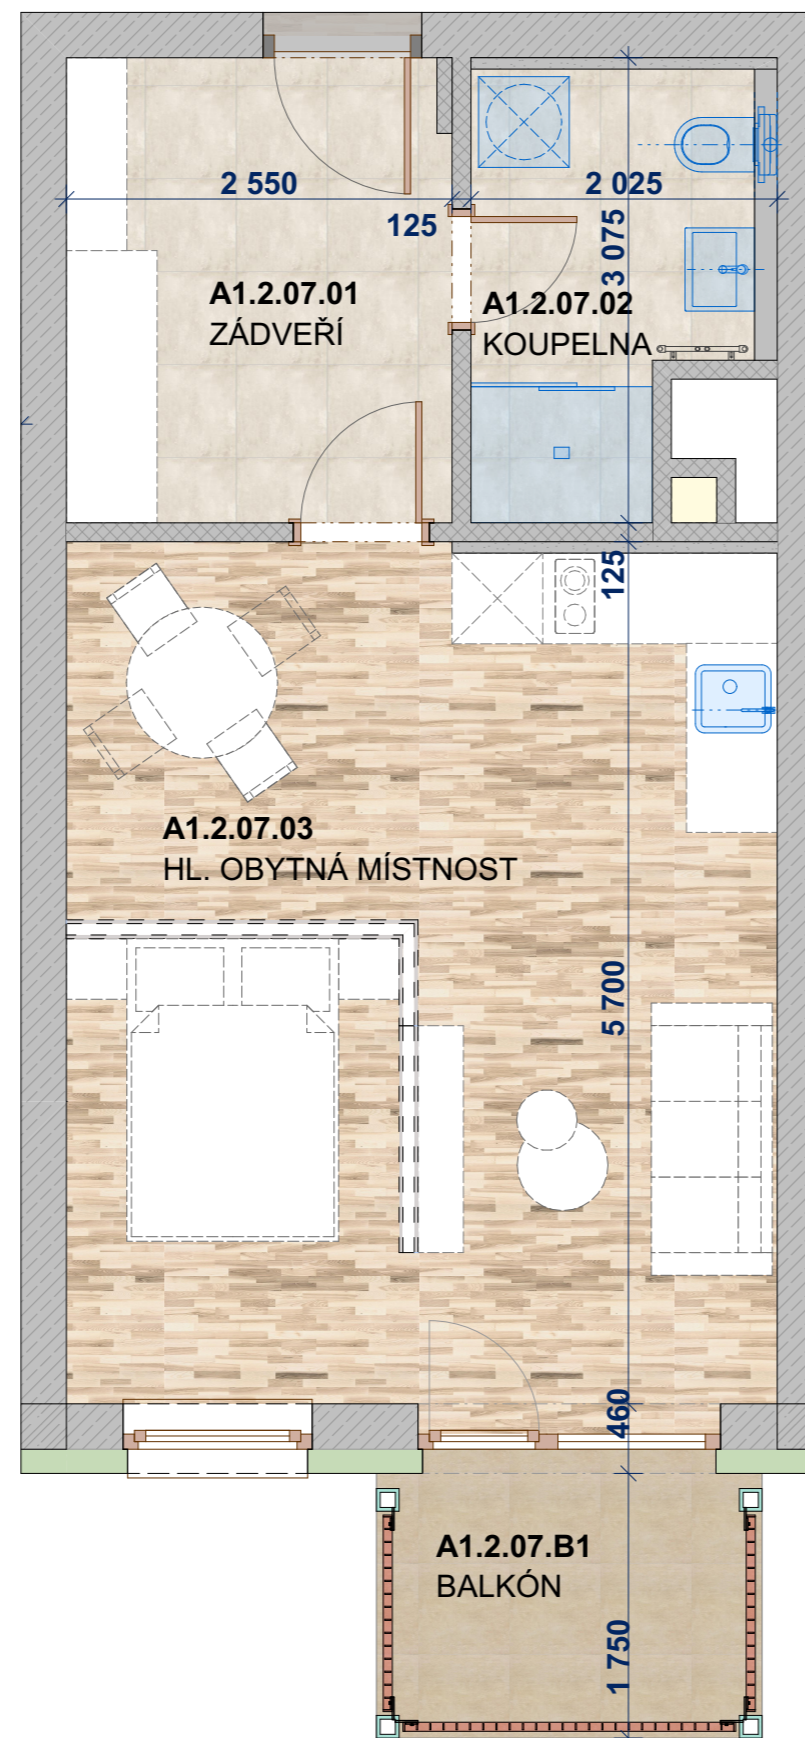 2 550
2 025
125
3 075
A1.2.07.01
ZÁDVEŘÍ
A1.2.07.02
KOUPELNA
125
A1.2.07.03
HL. OBYTNÁ MÍSTNOST
5 700
460
A1.2.07.B1
BALKÓN
1 750